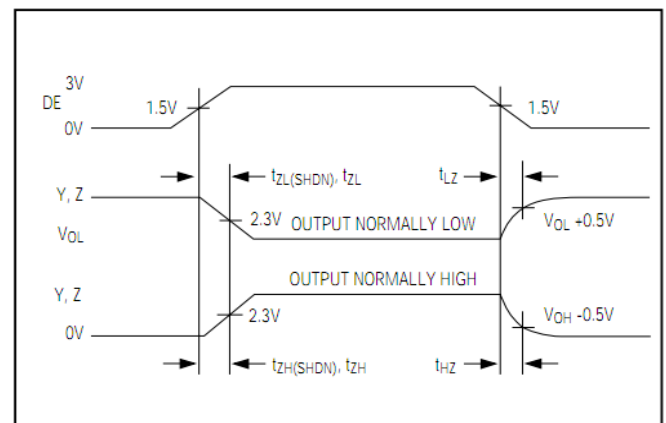 3V
DE
1.5V
1.5V
0V
tZL(SHDN), tZL
tLZ
Y, Z
2.3V
OUTPUT NORMALLY LOW
VOL +0.5V
VOL
OUTPUT NORMALLY HIGH
Y, Z
2.3V
VOH -0.5V
0V
tZH(SHDN), tZH
tHZ